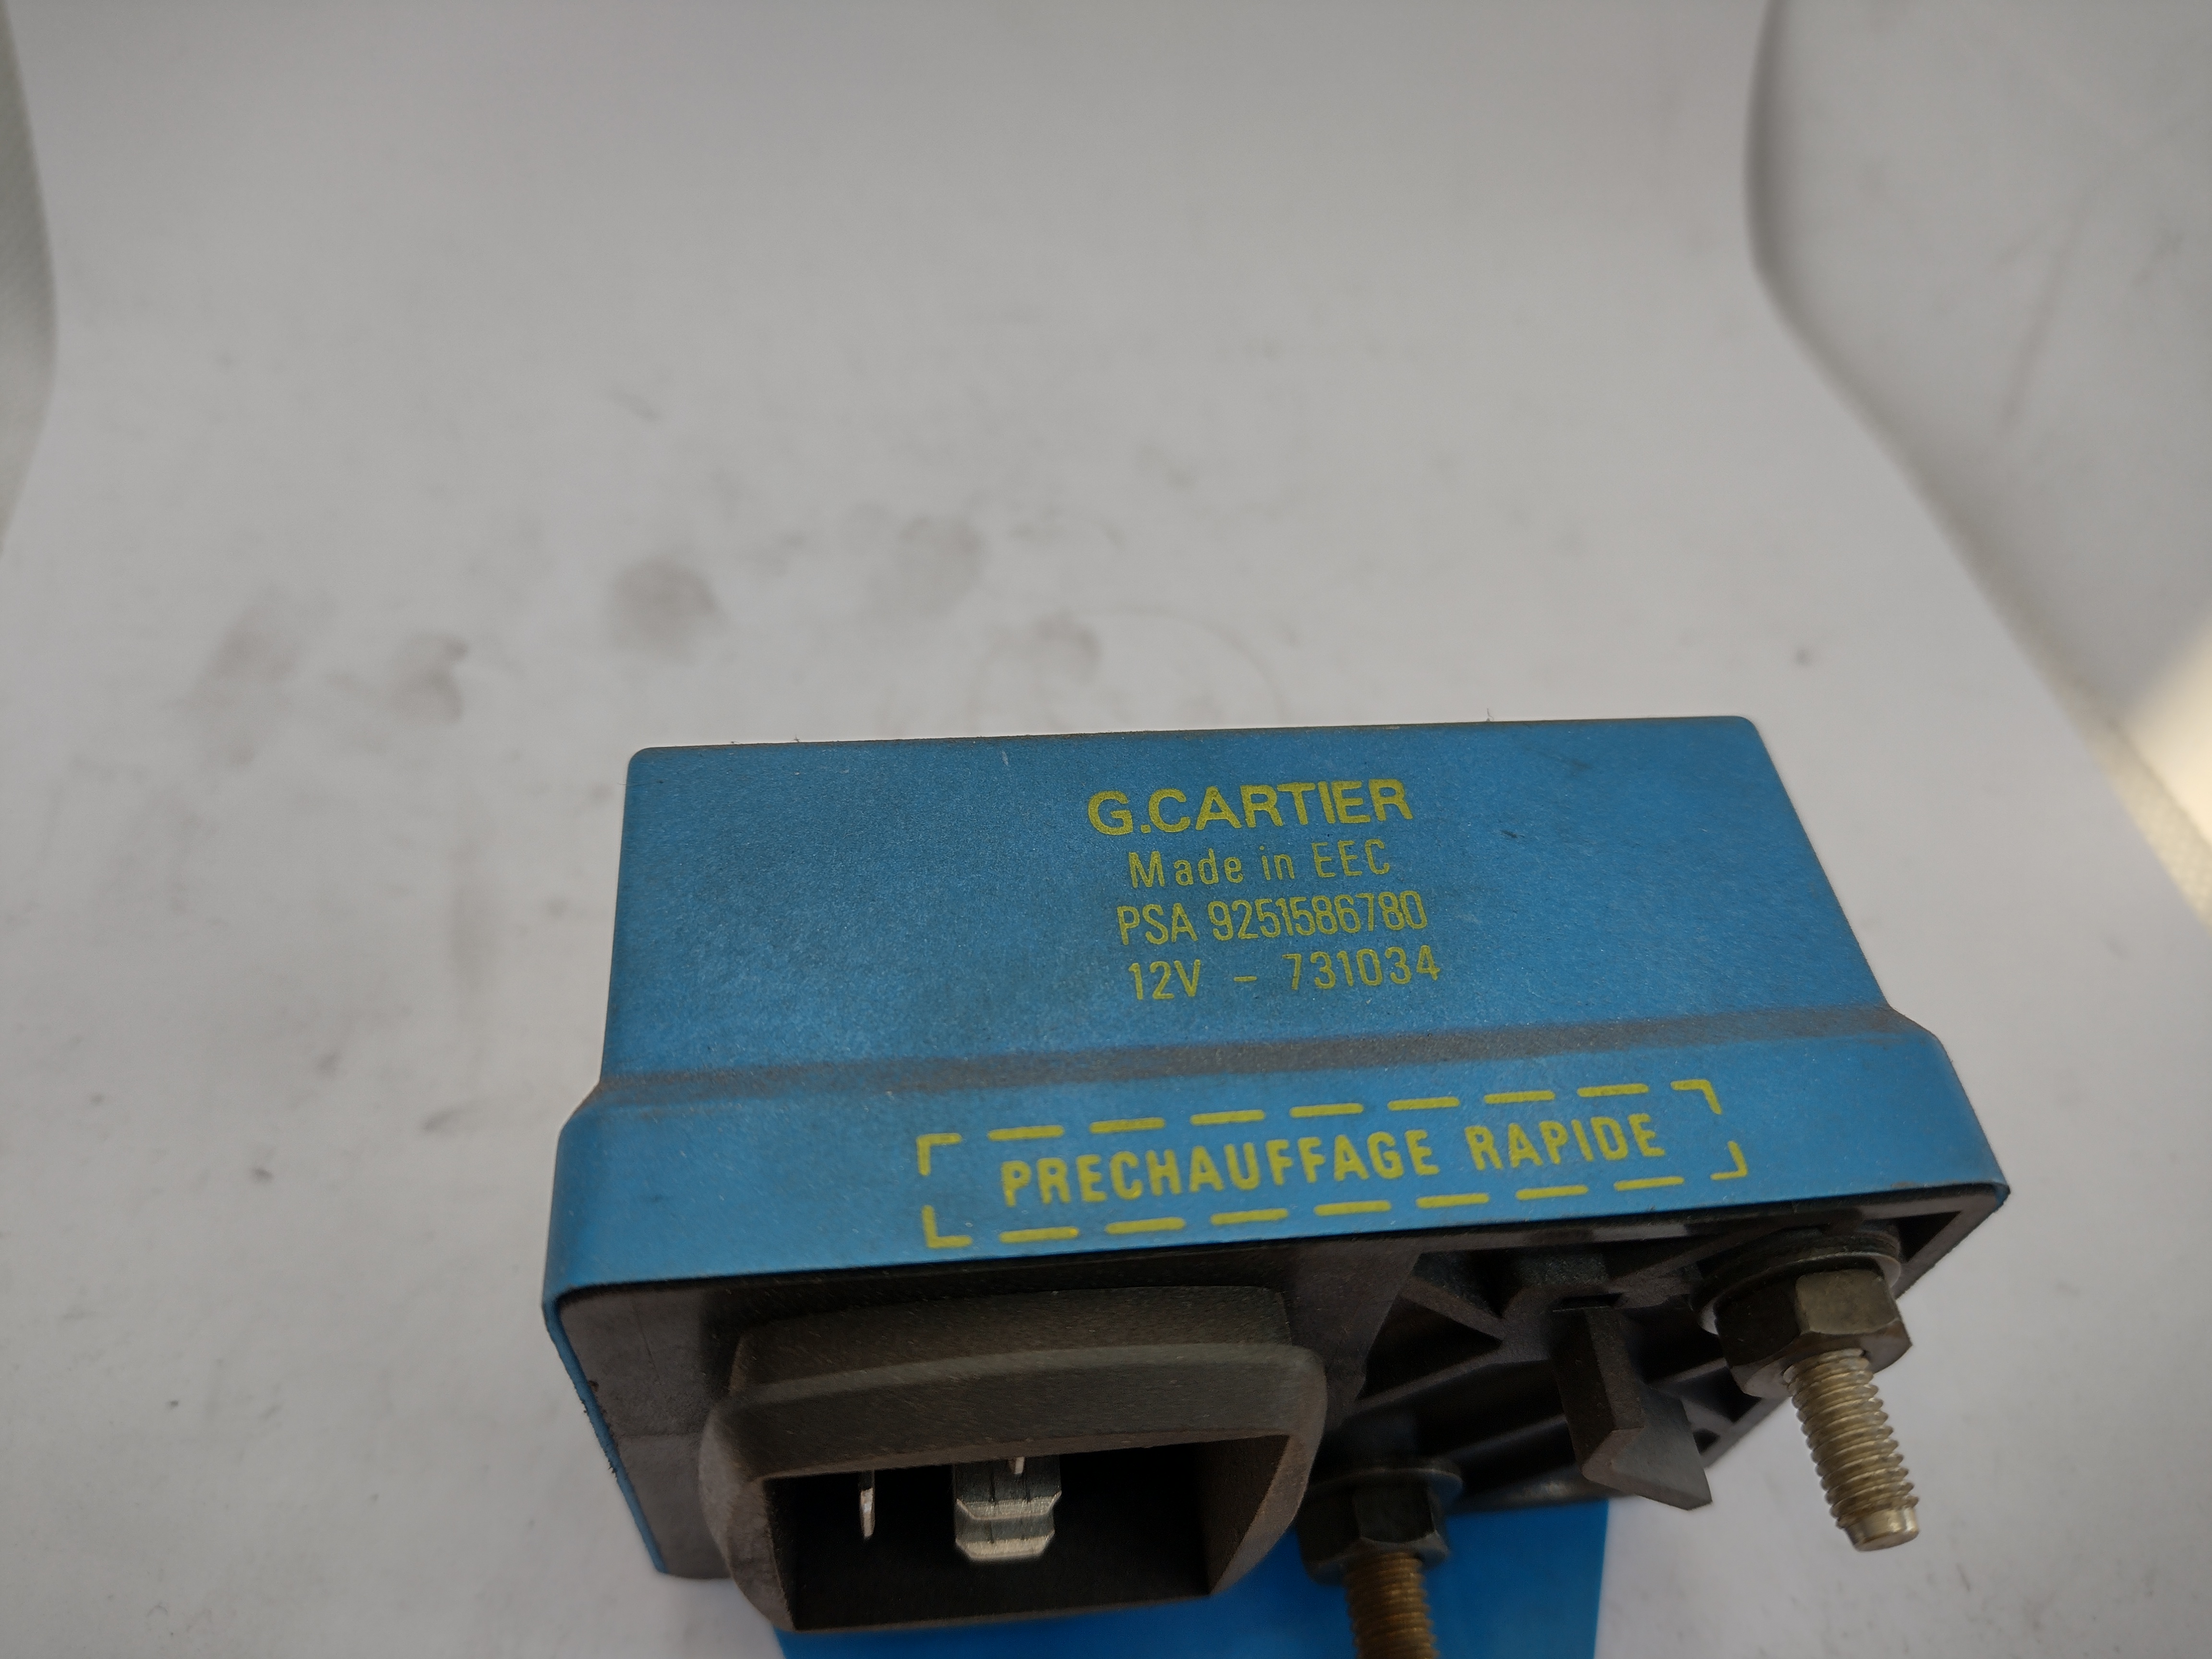 G.CARTIER
Made in EEC
PSA 9251586780
12V - 731034
PRECHAUFFAGE RAPIDE